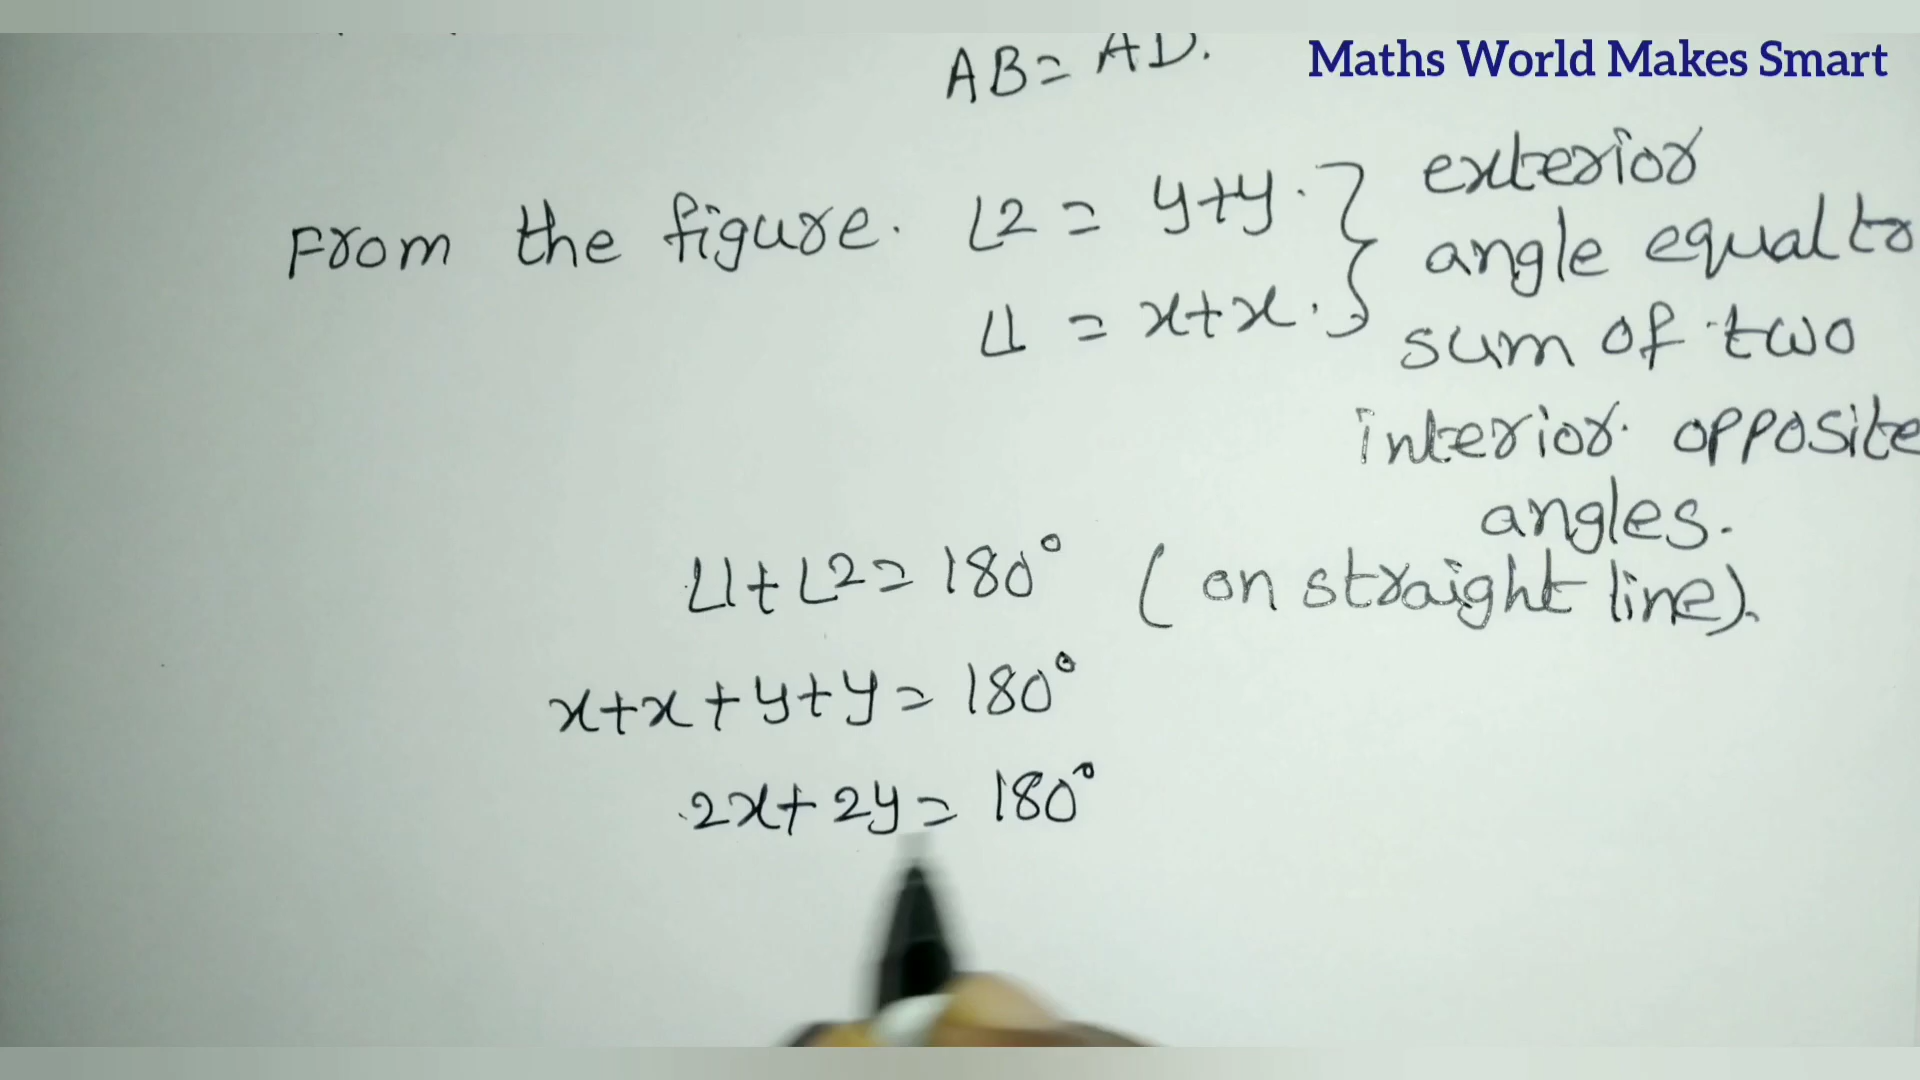 Maths World Makes Smart
AB = AD.
From the figure. ∠2 = y+y. } exterior
angle equal to
∠1 = x+x. sum of two
interior opposite
angles.
∠1+∠2 = 180° (on straight line).
x+x+y+y = 180°
2x+2y = 180°